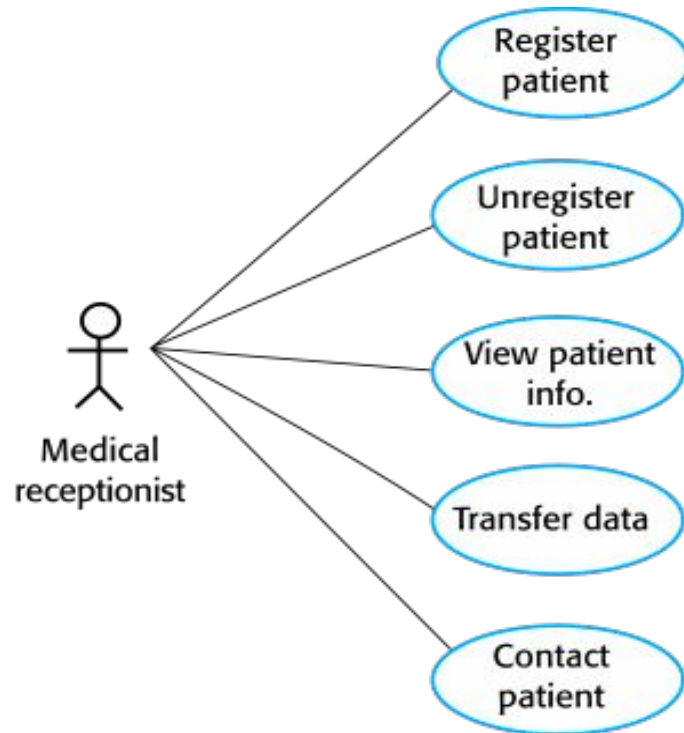 Register
patient
Unregister
patient
View patient
info.
Medical
receptionist
Transfer data
Contact
patient